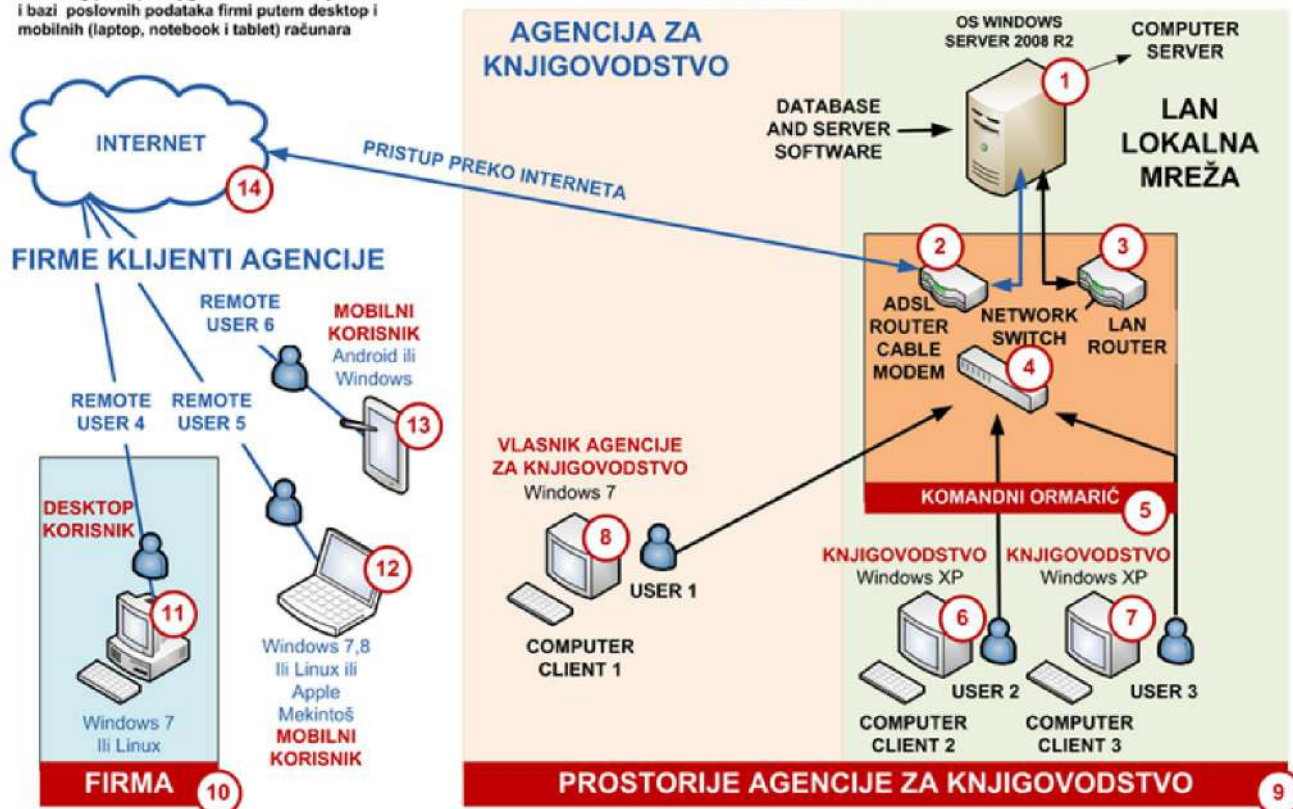 i bazi poslovnih podataka firmi putem desktop i
mobilnih (laptop, notebook i tablet) računara
AGENCIJA ZA
KNJIGOVODSTVO
OS WINDOWS
SERVER 2008 R2
COMPUTER
SERVER
1
DATABASE
AND SERVER
SOFTWARE
LAN
LOKALNA
MREŽA
INTERNET
14
PRISTUP PREKO INTERNETA
FIRME KLIJENTI AGENCIJE
2
3
ADSL
ROUTER
CABLE
MODEM
NETWORK
SWITCH
LAN
ROUTER
4
KOMANDNI ORMARIĆ
5
REMOTE
USER 6
MOBILNI
KORISNIK
Android ili
Windows
13
REMOTE
USER 4
REMOTE
USER 5
VLASNIK AGENCIJE
ZA KNJIGOVODSTVO
Windows 7
8
USER 1
COMPUTER
CLIENT 1
KNJIGOVODSTVO
Windows XP
6
USER 2
COMPUTER
CLIENT 2
KNJIGOVODSTVO
Windows XP
7
USER 3
COMPUTER
CLIENT 3
DESKTOP
KORISNIK
11
Windows 7
Ili Linux
12
Windows 7,8
Ili Linux ili
Apple
Mekintoš
MOBILNI
KORISNIK
FIRMA
10
PROSTORIJE AGENCIJE ZA KNJIGOVODSTVO
9